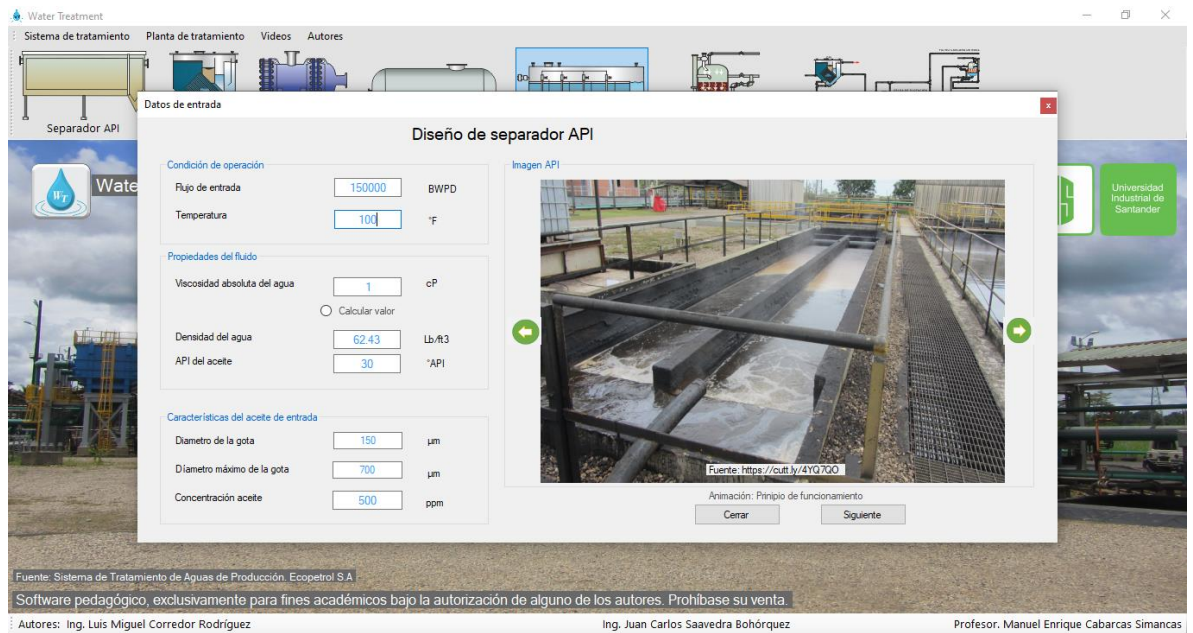 Water Treatment
Sistema de tratamiento Planta de tratamiento Videos Autores
Separador API
Datos de entrada
x
Diseño de separador API
Condición de operación
Flujo de entrada 150000 BWPD
Temperatura 100 °F
Propiedades del fluido
Viscosidad absoluta del agua 1 cP
Calcular valor
Densidad del agua 62.43 Lb/ft3
API del aceite 30 °API
Características del aceite de entrada
Diametro de la gota 150 µm
Díametro máximo de la gota 700 µm
Concentración aceite 500 ppm
Imagen API
Fuente: https://cutt.ly/4YQ7QO
Animación: Prinipio de funcionamiento
Cerrar Siguiente
WT
Wate
Universidad
Industrial de
Santander
Fuente: Sistema de Tratamiento de Aguas de Producción. Ecopetrol S.A
Software pedagógico, exclusivamente para fines académicos bajo la autorización de alguno de los autores. Prohíbase su venta.
Autores: Ing. Luis Miguel Corredor Rodríguez Ing. Juan Carlos Saavedra Bohórquez Profesor. Manuel Enrique Cabarcas Simancas